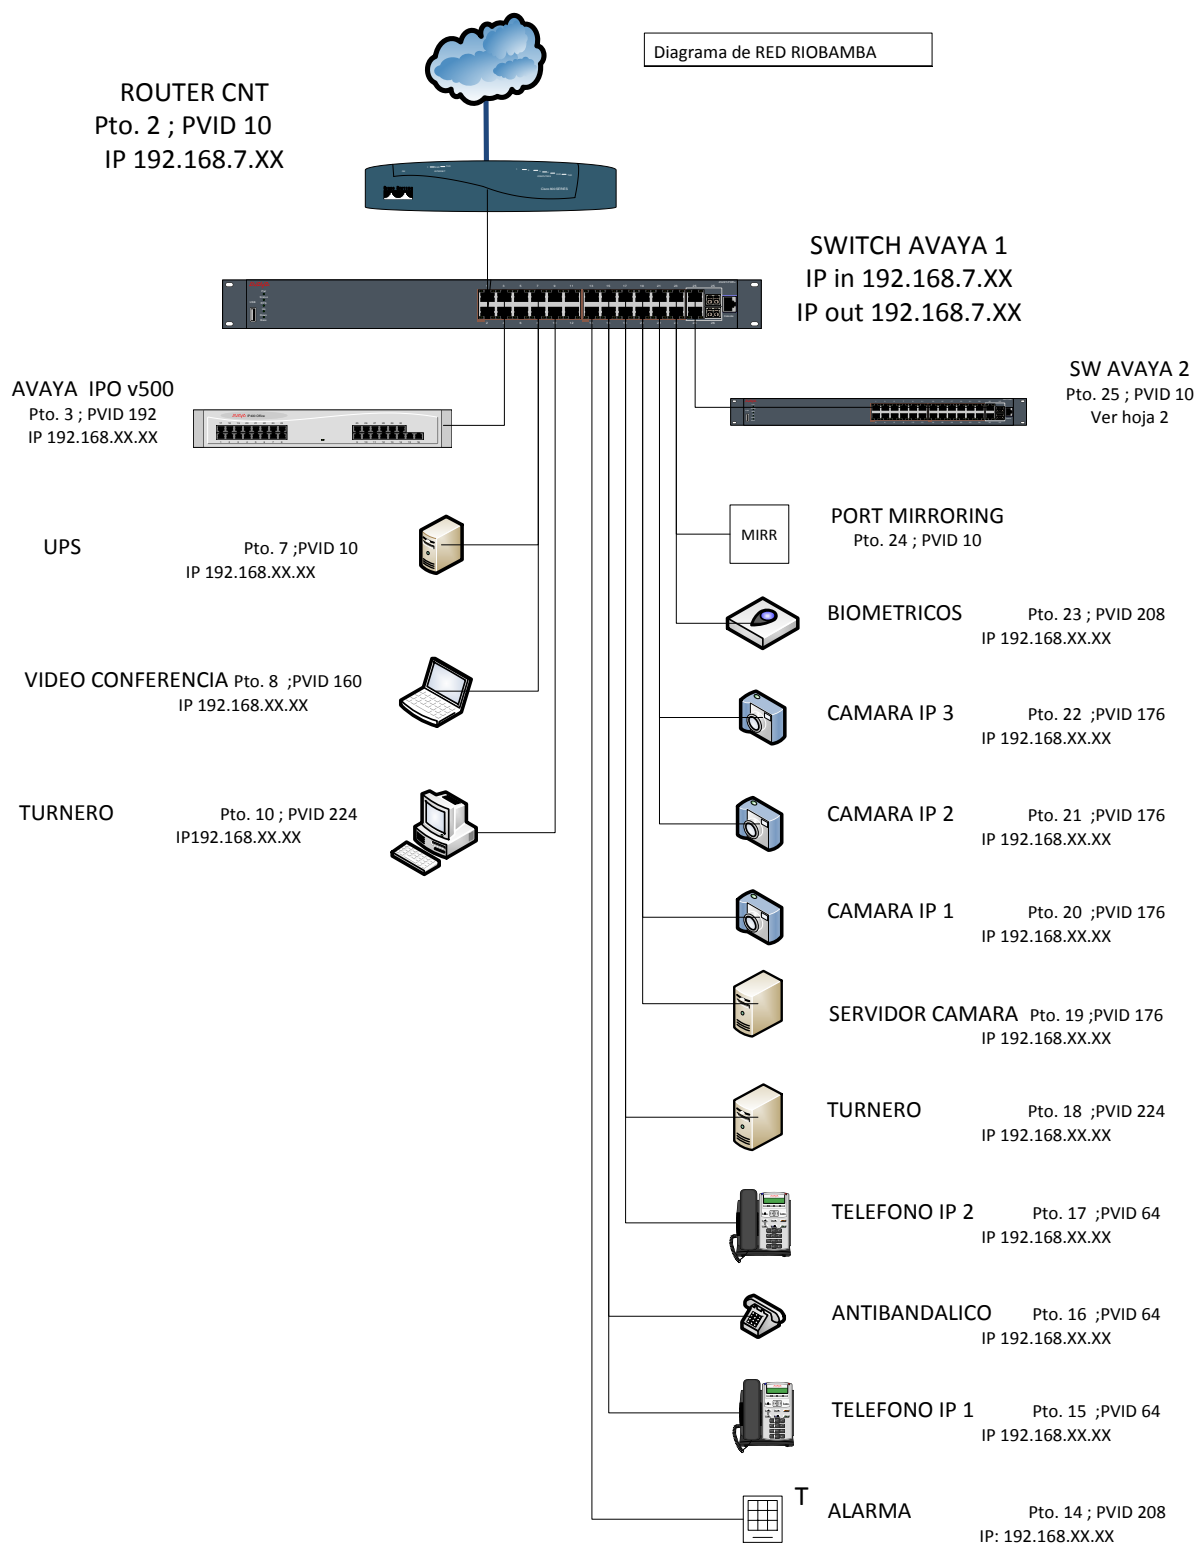 Diagrama de RED RIOBAMBA
ROUTER CNT
Pto. 2 ; PVID 10
IP 192.168.7.XX
SWITCH AVAYA 1
IP in 192.168.7.XX
IP out 192.168.7.XX
AVAYA IPO v500
Pto. 3 ; PVID 192
IP 192.168.XX.XX
SW AVAYA 2
Pto. 25 ; PVID 10
Ver hoja 2
UPS Pto. 7 ;PVID 10
IP 192.168.XX.XX
VIDEO CONFERENCIA Pto. 8 ;PVID 160
IP 192.168.XX.XX
TURNERO Pto. 10 ; PVID 224
IP192.168.XX.XX
MIRR
PORT MIRRORING
Pto. 24 ; PVID 10
BIOMETRICOS Pto. 23 ; PVID 208
IP 192.168.XX.XX
CAMARA IP 3 Pto. 22 ;PVID 176
IP 192.168.XX.XX
CAMARA IP 2 Pto. 21 ;PVID 176
IP 192.168.XX.XX
CAMARA IP 1 Pto. 20 ;PVID 176
IP 192.168.XX.XX
SERVIDOR CAMARA Pto. 19 ;PVID 176
IP 192.168.XX.XX
TURNERO Pto. 18 ;PVID 224
IP 192.168.XX.XX
TELEFONO IP 2 Pto. 17 ;PVID 64
IP 192.168.XX.XX
ANTIBANDALICO Pto. 16 ;PVID 64
IP 192.168.XX.XX
TELEFONO IP 1 Pto. 15 ;PVID 64
IP 192.168.XX.XX
T
ALARMA Pto. 14 ; PVID 208
IP: 192.168.XX.XX